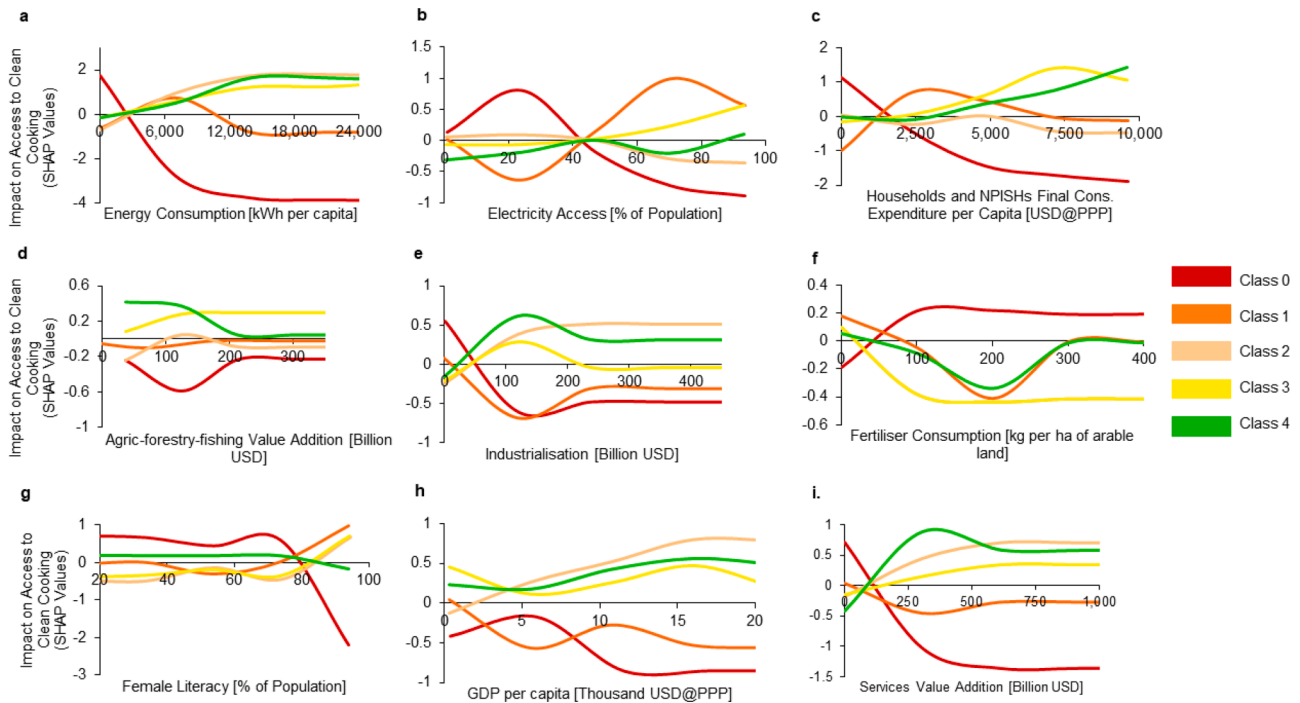 a
Impact on Access to Clean
Cooking
(SHAP Values)
2
0
-2
-4
0
6,000
12,000
18,000
24,000
Energy Consumption [kWh per capita]
b
1.5
1
0.5
0
-0.5
-1
0
20
40
60
80
100
Electricity Access [% of Population]
c
2
1
0
-1
-2
0
2,500
5,000
7,500
10,000
Households and NPISHs Final Cons.
Expenditure per Capita [USD@PPP]
d
Impact on Access to Clean
Cooking
(SHAP Values)
0.6
0.2
-0.2
-0.6
-1
0
100
200
300
Agric-forestry-fishing Value Addition [Billion
USD]
e
1
0.5
0
-0.5
-1
0
100
200
300
400
Industrialisation [Billion USD]
f
0.4
0.2
0
-0.2
-0.4
-0.6
0
100
200
300
400
Fertiliser Consumption [kg per ha of arable
land]
Class 0
Class 1
Class 2
Class 3
Class 4
g
Impact on Access to
Clean Cooking
(SHAP Values)
1
0
-1
-2
-3
20
40
60
80
100
Female Literacy [% of Population]
h
1
0.5
0
-0.5
-1
0
5
10
15
20
GDP per capita [Thousand USD@PPP]
i.
1
0.5
0
-0.5
-1
-1.5
0
250
500
750
1,000
Services Value Addition [Billion USD]